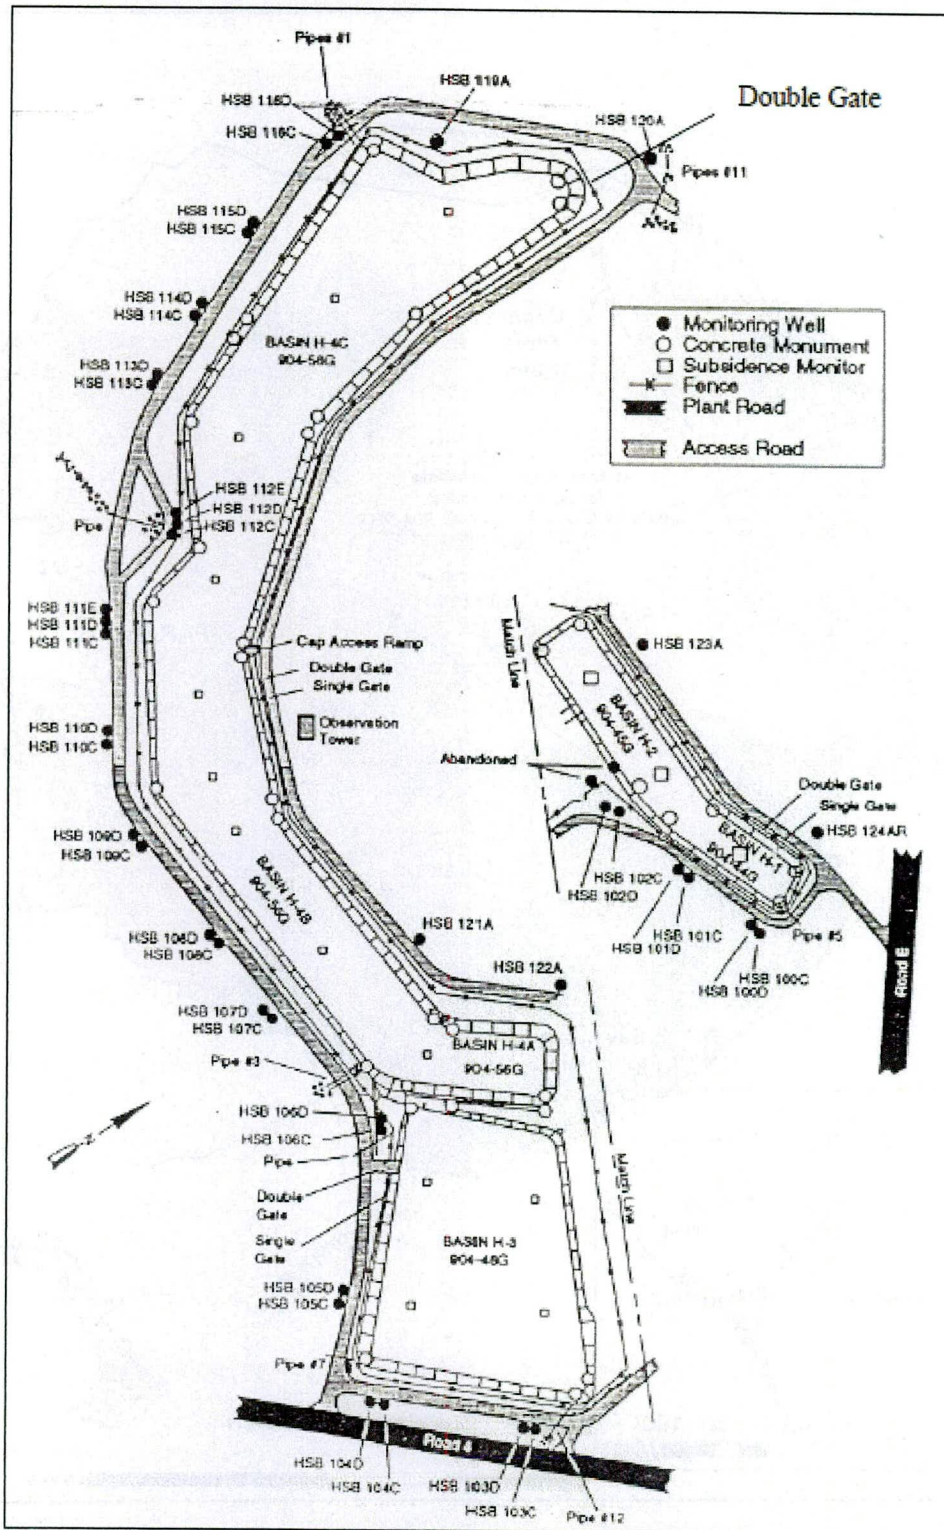 Pipes #1
HSB 119A
Double Gate
HSB 116D
HSB 116C
HSB 120A
Pipes #11
HSB 115D
HSB 115C
HSB 114D
HSB 114C
HSB 113D
HSB 113C
BASIN H-4C
904-56G
Monitoring Well
Concrete Monument
Subsidence Monitor
Fence
Plant Road
Access Road
HSB 112E
HSB 112D
HSB 112C
Pipe
HSB 111E
HSB 111D
HSB 111C
Cap Access Ramp
Double Gate
Single Gate
Observation
Tower
HSB 110D
HSB 110C
HSB 109D
HSB 109C
BASIN H-4B
904-56G
HSB 108D
HSB 108C
HSB 107D
HSB 107C
HSB 121A
HSB 122A
Pipe #3
BASIN H-4A
904-56G
HSB 106D
HSB 106C
Pipe
Double
Gate
Single
Gate
BASIN H-3
904-46G
HSB 105D
HSB 105C
Pipe #7
Match Line
Road 4
HSB 104D
HSB 104C
HSB 103D
HSB 103C
Pipe #12
Match Line
HSB 123A
BASIN H-2
904-45G
Abandoned
Double Gate
Single Gate
HSB 124AR
BASIN H-1
904-44G
HSB 102C
HSB 102D
HSB 101C
HSB 101D
Pipe #5
HSB 100C
HSB 100D
Road E
N